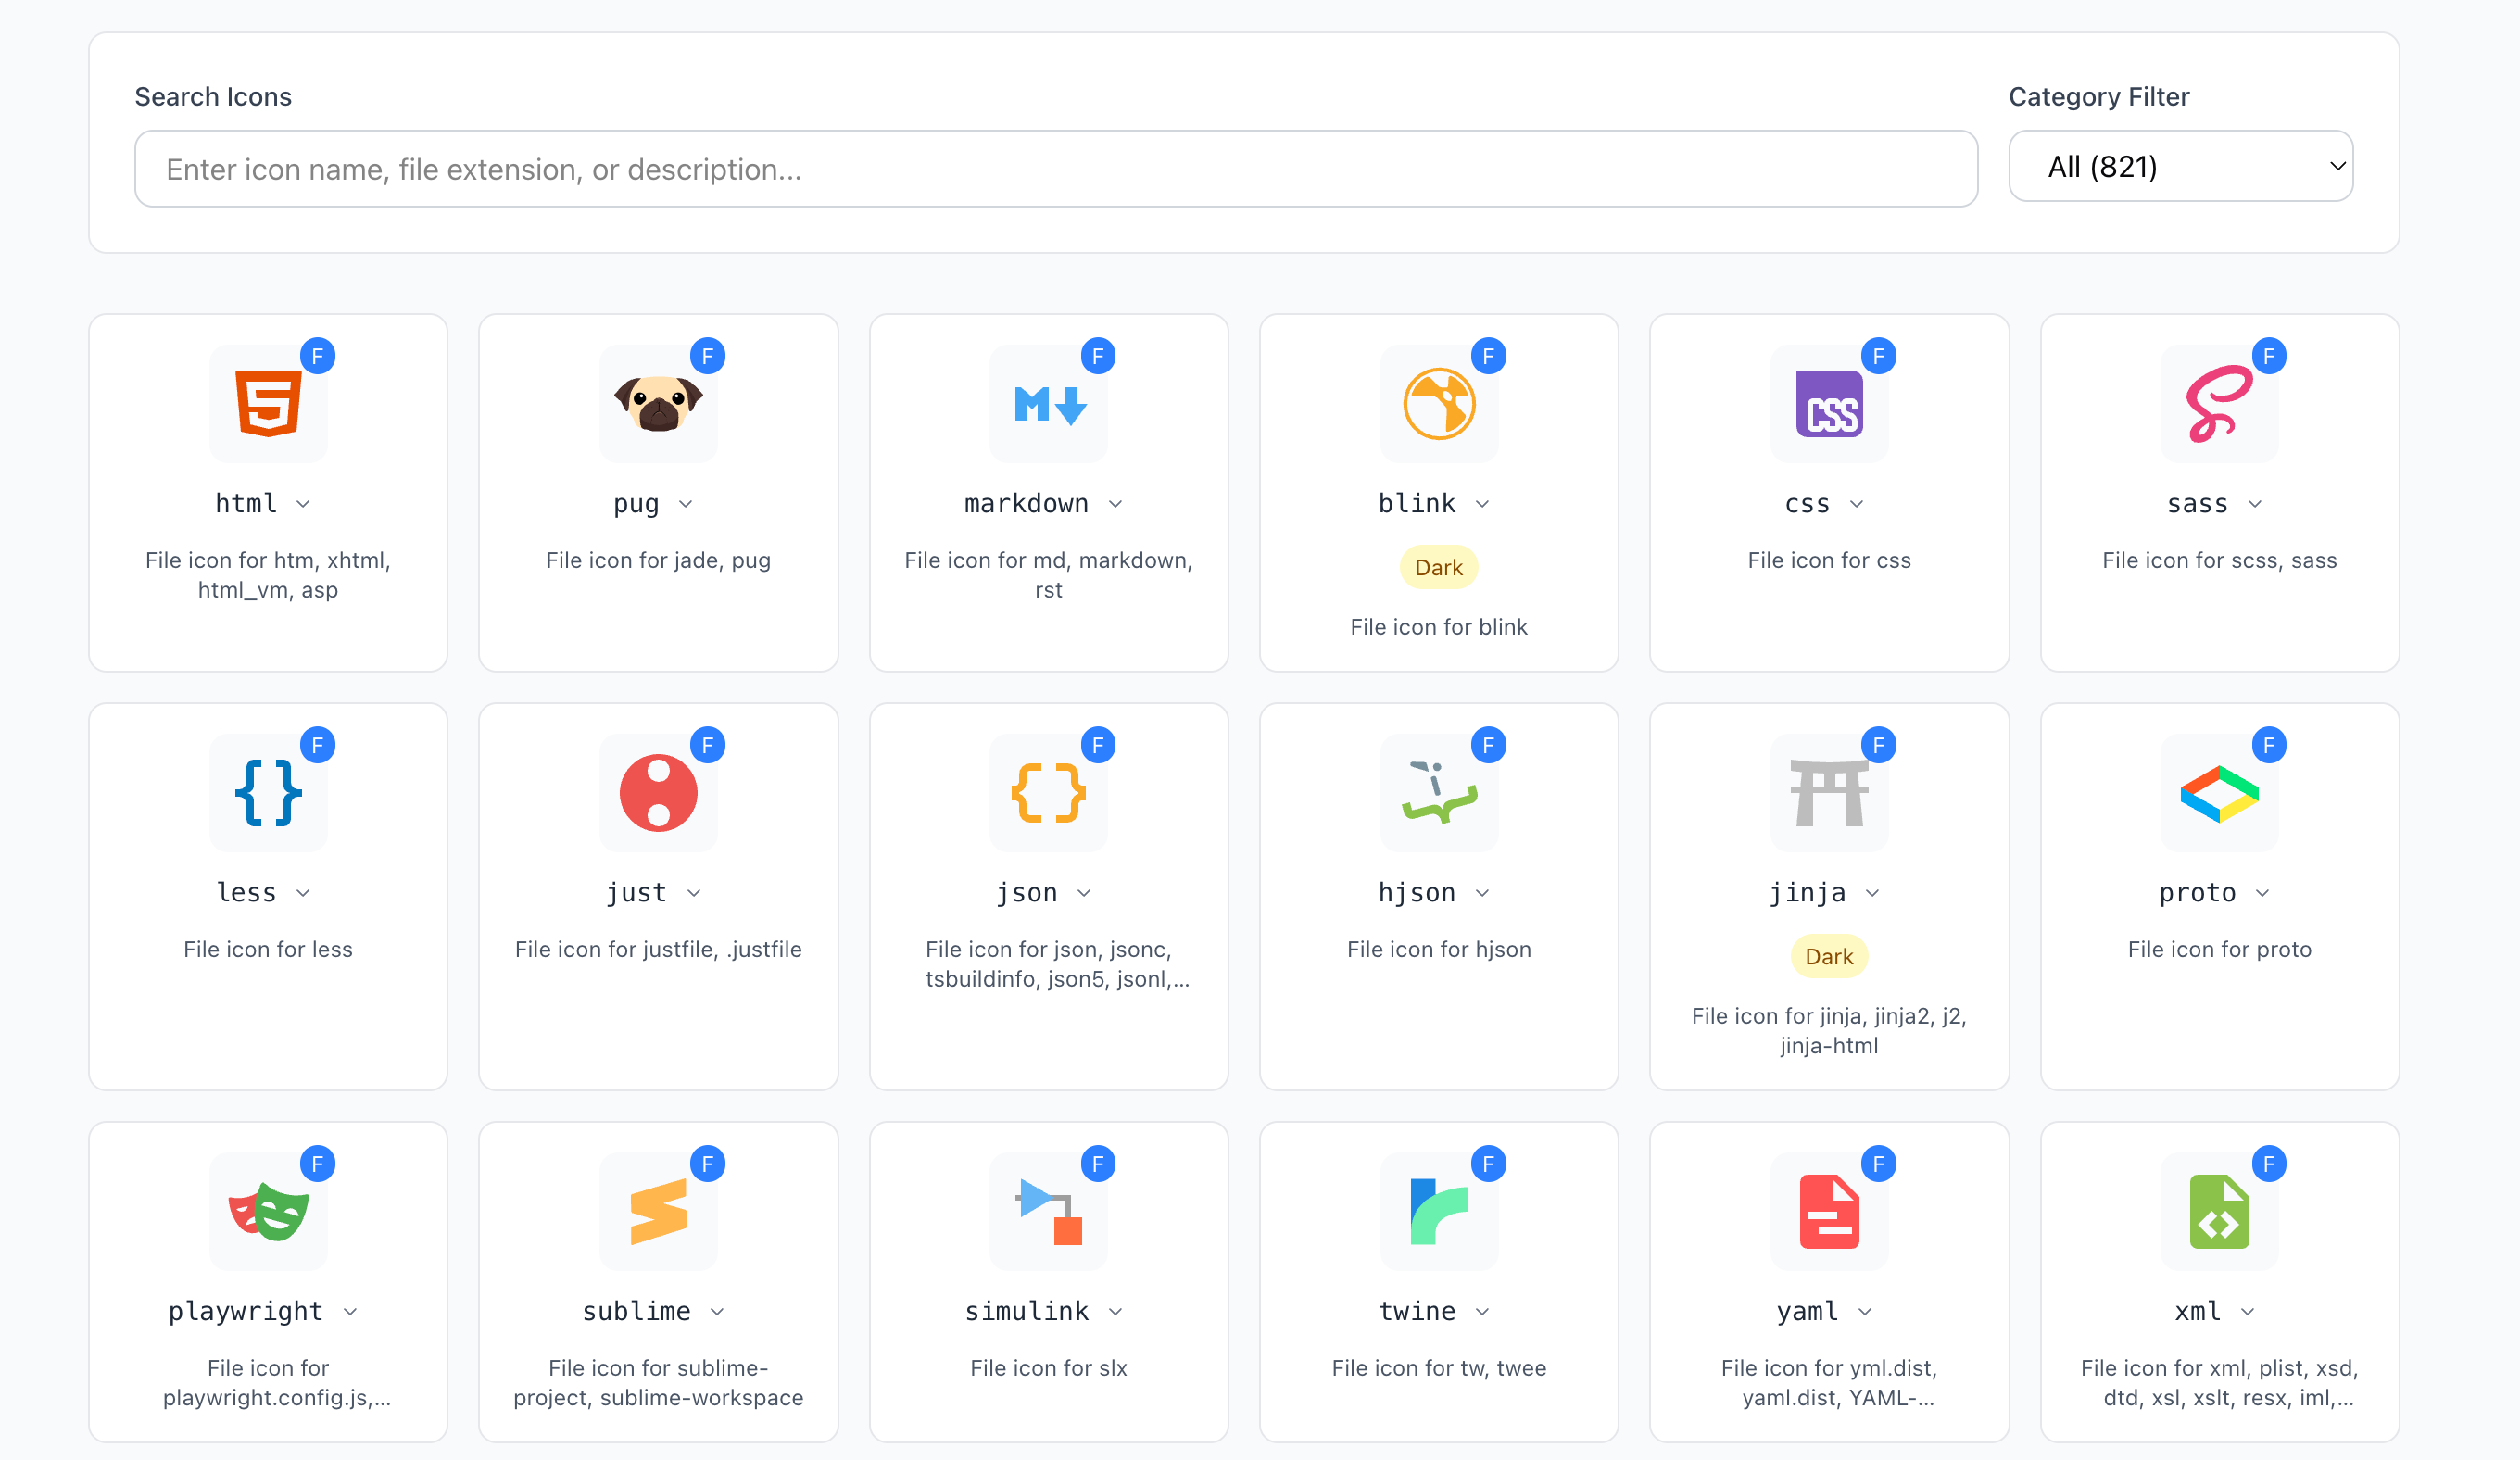 Search Icons
Category Filter
Enter icon name, file extension, or description...
All (821)
F
html
File icon for htm, xhtml,
html_vm, asp
F
pug
File icon for jade, pug
M
F
markdown
File icon for md, markdown,
rst
F
blink
Dark
File icon for blink
CSS
F
css
File icon for css
F
sass
File icon for scss, sass
{}
F
less
File icon for less
F
just
File icon for justfile, .justfile
{}
F
json
File icon for json, jsonc,
tsbuildinfo, json5, jsonl,...
F
hjson
File icon for hjson
F
jinja
Dark
File icon for jinja, jinja2, j2,
jinja-html
F
proto
File icon for proto
F
playwright
File icon for
playwright.config.js,...
F
sublime
File icon for sublime-
project, sublime-workspace
F
simulink
File icon for slx
F
twine
File icon for tw, twee
F
yaml
File icon for yml.dist,
yaml.dist, YAML-...
F
xml
File icon for xml, plist, xsd,
dtd, xsl, xslt, resx, iml,...